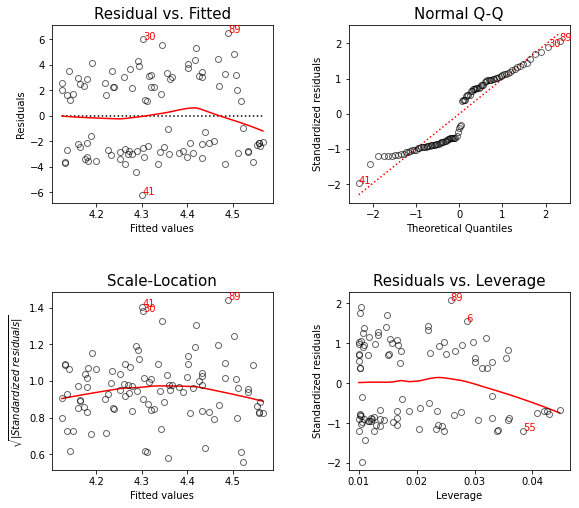 Residual vs. Fitted
89
30
41
6
4
2
0
−2
−4
−6
Residuals
4.2 4.3 4.4 4.5
Fitted values
Normal Q-Q
89
30
41
2
1
0
−1
−2
Standardized residuals
−2 −1 0 1 2
Theoretical Quantiles
Scale-Location
89
41
30
1.4
1.2
1.0
0.8
0.6
√|Standardized residuals|
4.2 4.3 4.4 4.5
Fitted values
Residuals vs. Leverage
89
6
55
2
1
0
−1
−2
Standardized residuals
0.01 0.02 0.03 0.04
Leverage